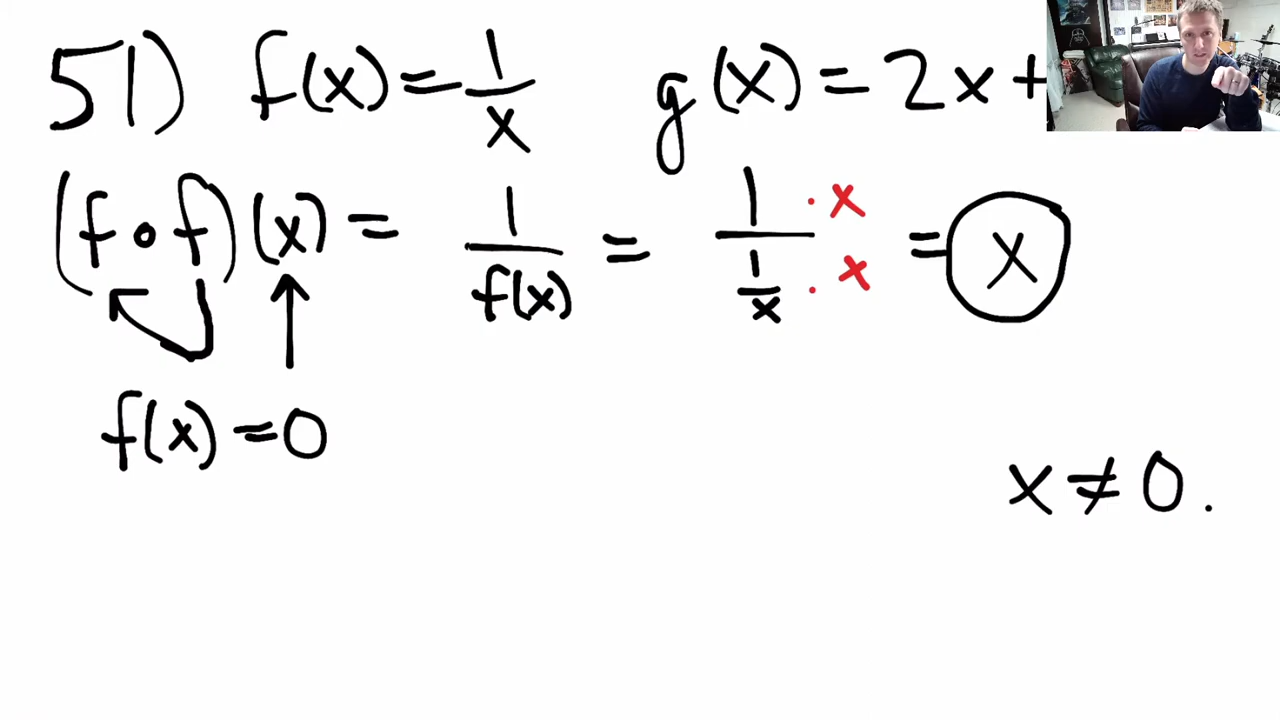 51) f(x) = 1/x g(x) = 2x +
(f∘f)(x) = 1/f(x) = 1·x / (1/x)·x = x
f(x) = 0
x ≠ 0.